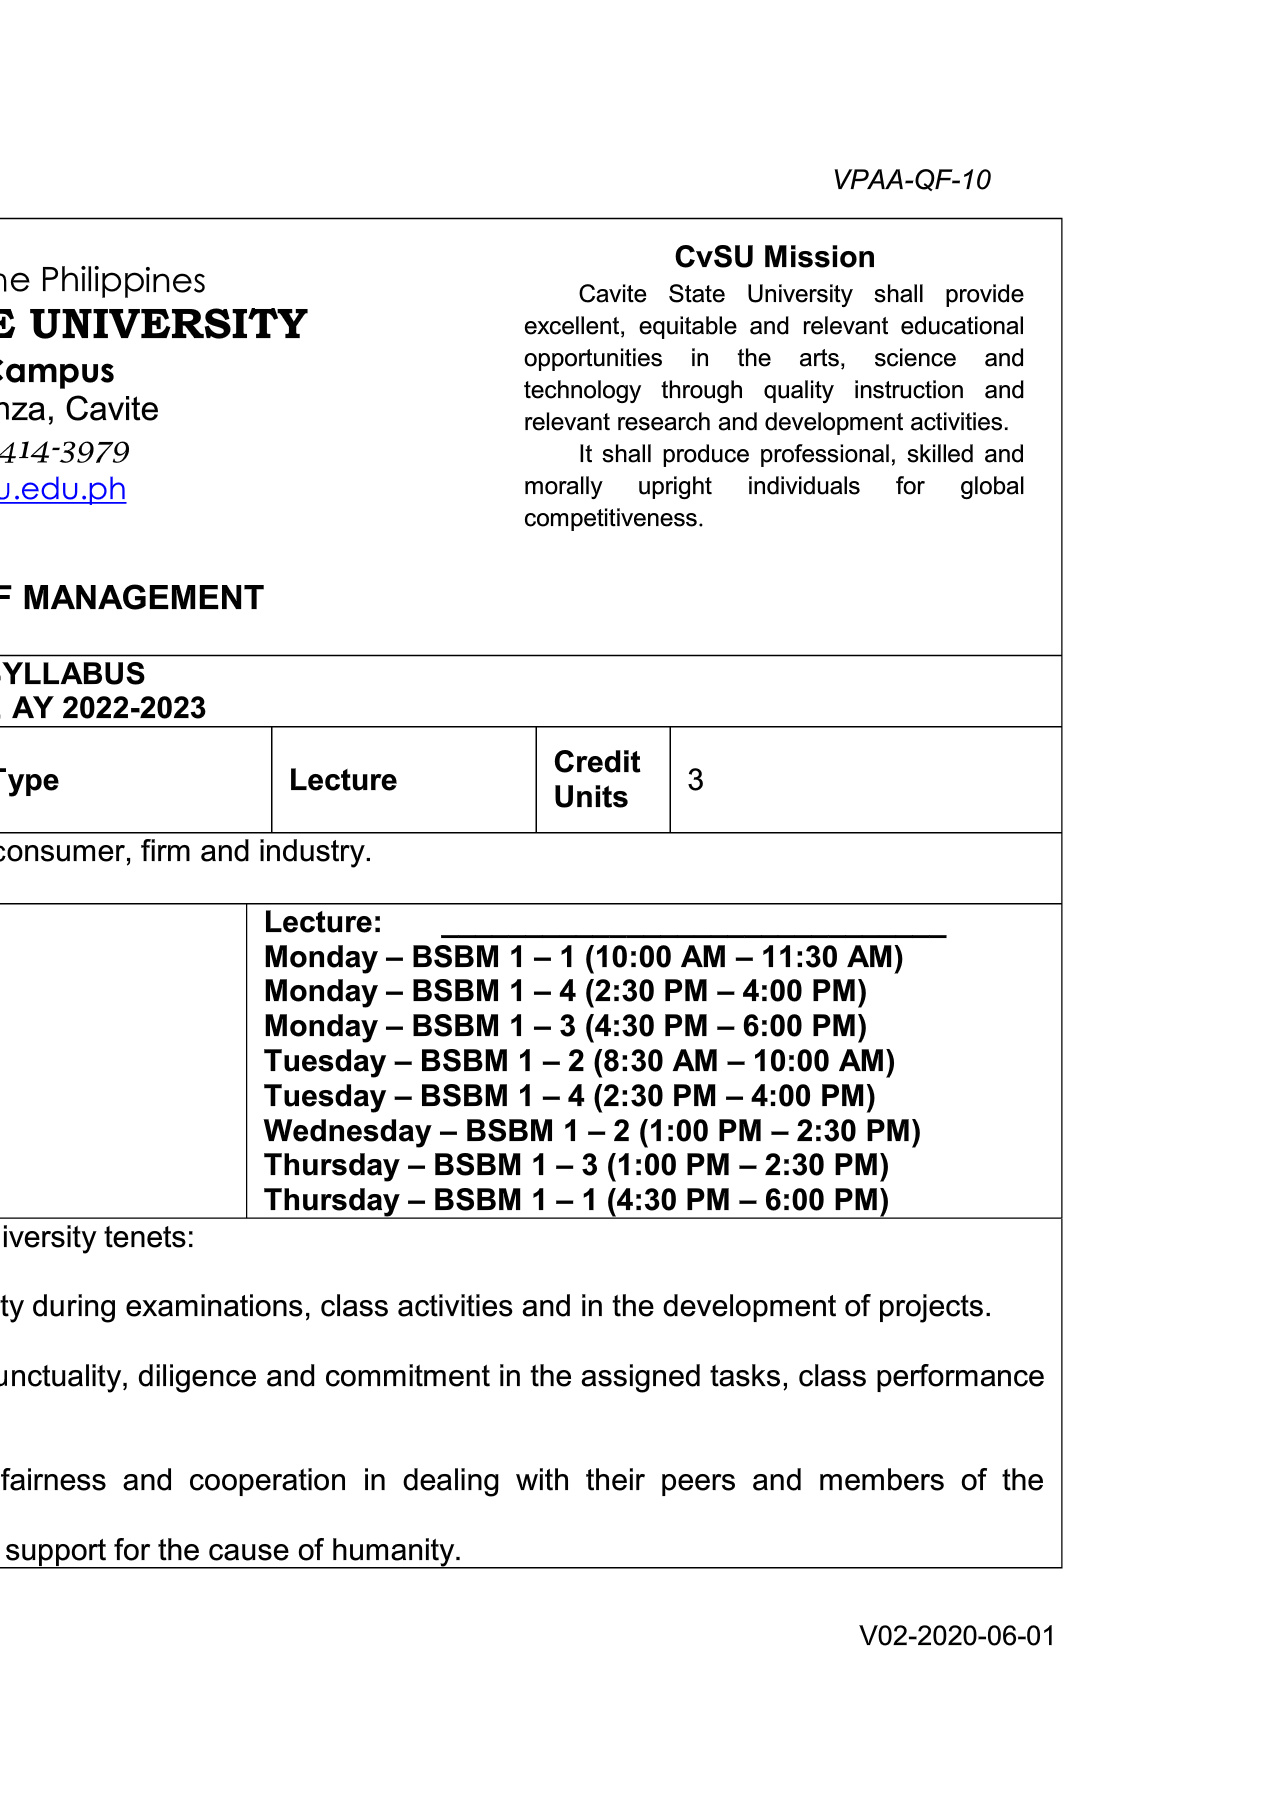 VPAA-QF-10
ne Philippines
E UNIVERSITY
Campus
nza, Cavite
414-3979
u.edu.ph
CvSU Mission
Cavite State University shall provide
excellent, equitable and relevant educational
opportunities in the arts, science and
technology through quality instruction and
relevant research and development activities.
It shall produce professional, skilled and
morally upright individuals for global
competitiveness.
F MANAGEMENT
SYLLABUS
AY 2022-2023
Type
Lecture
Credit
Units
3
consumer, firm and industry.
Lecture: ______________________________
Monday – BSBM 1 – 1 (10:00 AM – 11:30 AM)
Monday – BSBM 1 – 4 (2:30 PM – 4:00 PM)
Monday – BSBM 1 – 3 (4:30 PM – 6:00 PM)
Tuesday – BSBM 1 – 2 (8:30 AM – 10:00 AM)
Tuesday – BSBM 1 – 4 (2:30 PM – 4:00 PM)
Wednesday – BSBM 1 – 2 (1:00 PM – 2:30 PM)
Thursday – BSBM 1 – 3 (1:00 PM – 2:30 PM)
Thursday – BSBM 1 – 1 (4:30 PM – 6:00 PM)
iversity tenets:
ty during examinations, class activities and in the development of projects.
unctuality, diligence and commitment in the assigned tasks, class performance
fairness and cooperation in dealing with their peers and members of the
support for the cause of humanity.
V02-2020-06-01